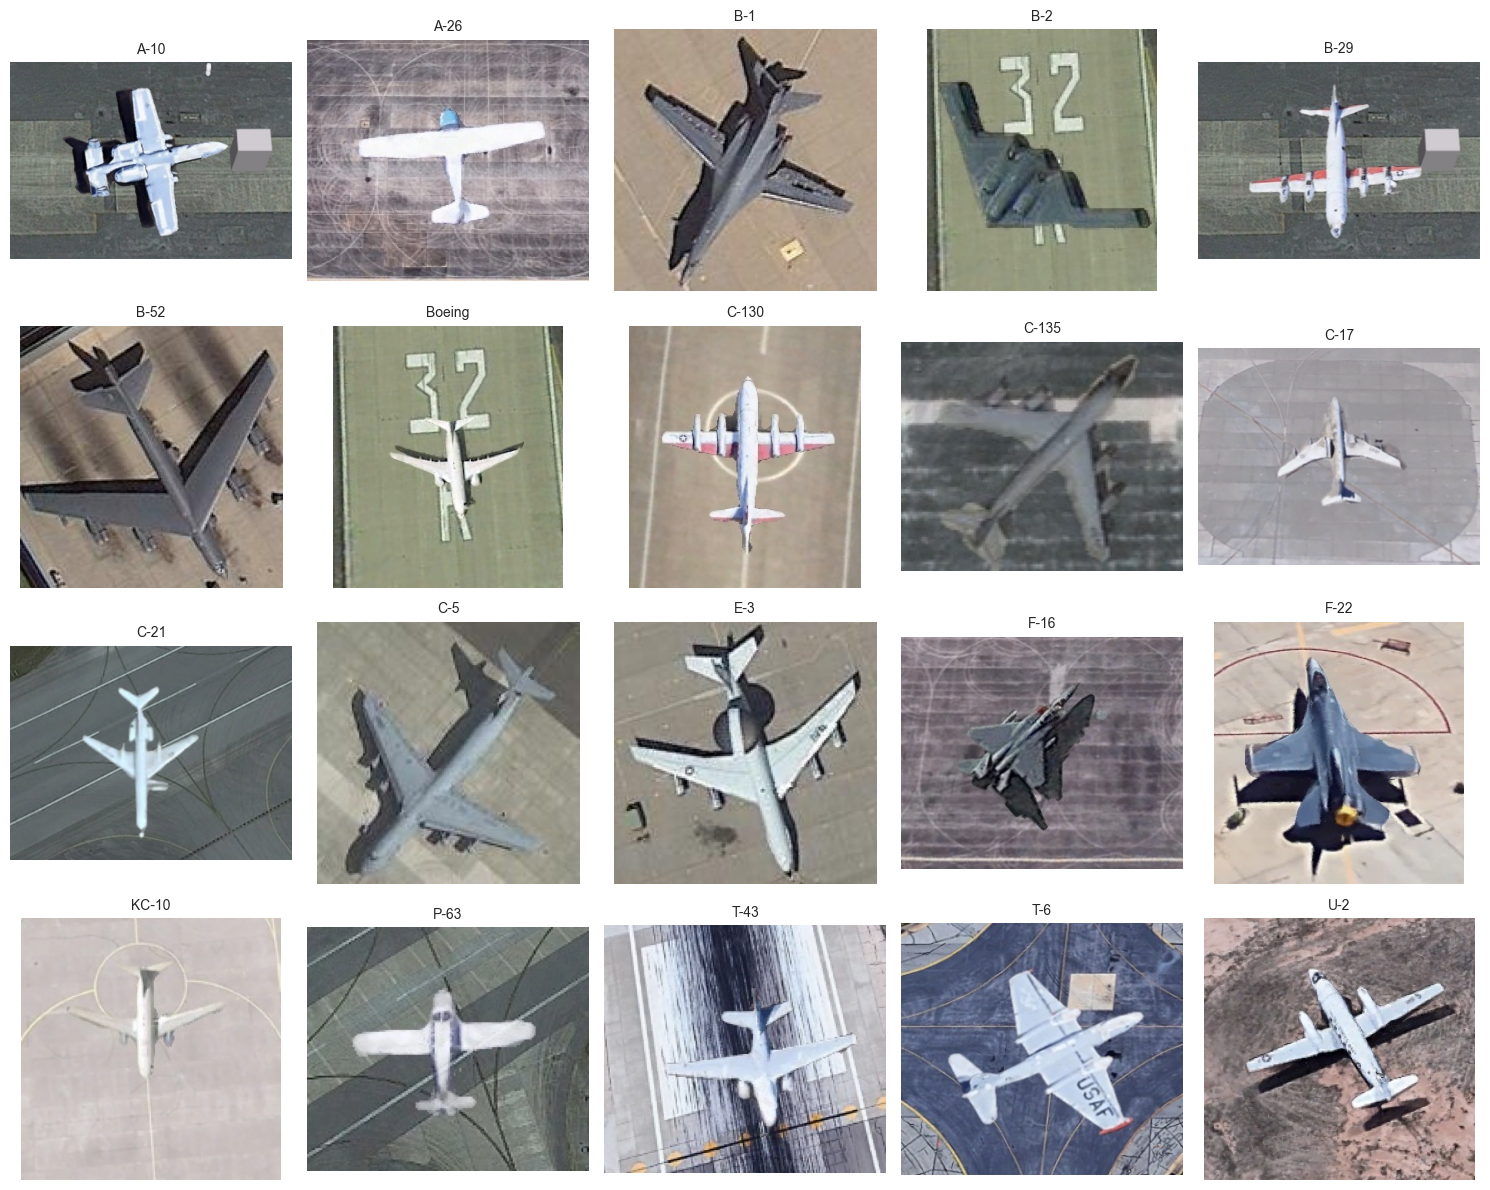 A-10
A-26
B-1
B-2
B-29
32
B-52
Boeing
C-130
C-135
C-17
32
C-21
C-5
E-3
F-16
F-22
KC-10
P-63
T-43
T-6
U-2
USAF